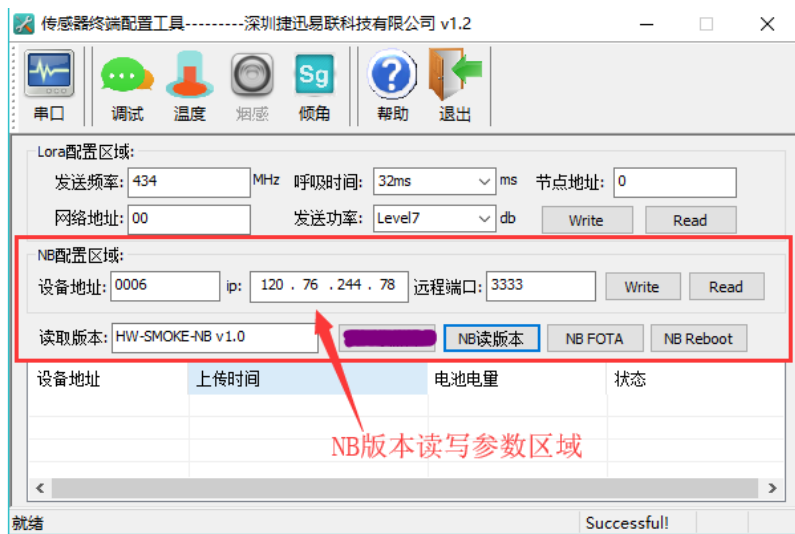 传感器终端配置工具---------深圳捷迅易联科技有限公司 v1.2
Sg
串口 调试 温度 烟感 倾角 帮助 退出
Lora配置区域:
发送频率: 434 MHz 呼吸时间: 32ms ms 节点地址: 0
网络地址: 00 发送功率: Level7 db Write Read
NB配置区域:
设备地址: 0006 ip: 120 . 76 . 244 . 78 远程端口: 3333 Write Read
读取版本: HW-SMOKE-NB v1.0 NB读版本 NB FOTA NB Reboot
设备地址 上传时间 电池电量 状态
NB版本读写参数区域
就绪 Successful!